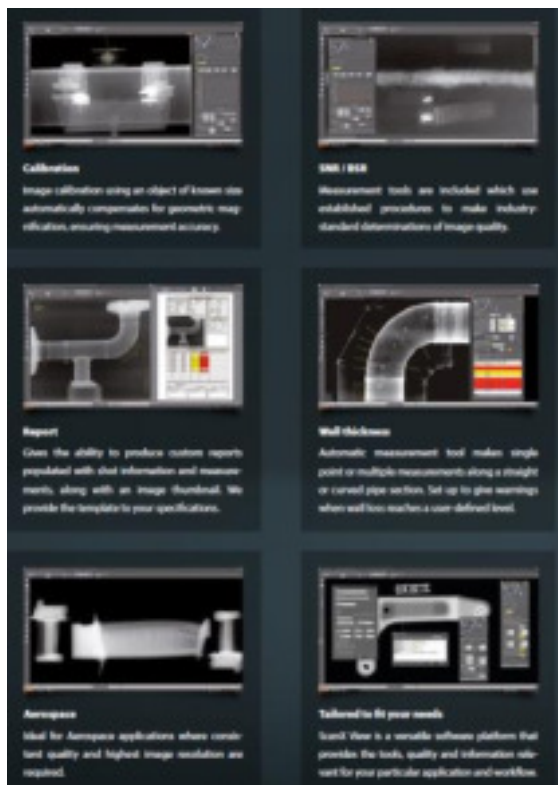 Calibration
Image calibration using an object of known size
automatically compensates for geometric mag-
nification, ensuring measurement accuracy.
SNR / BSR
Measurement tools are included which use
established procedures to make industry-
standard determinations of image quality.
Report
Gives the ability to produce custom reports
populated with shot information and measure-
ments, along with an image thumbnail. We
provide the template to your specifications.
Wall thickness
Automatic measurement tool makes single
point or multiple measurements along a straight
or curved pipe section. Set up to give warnings
when wall loss reaches a user-defined level.
Aerospace
Ideal for Aerospace applications where consis-
tent quality and highest image resolution are
required.
Tailored to fit your needs
View is a versatile software platform that
provides the tools, quality and information rele-
vant for your particular application and workflow.